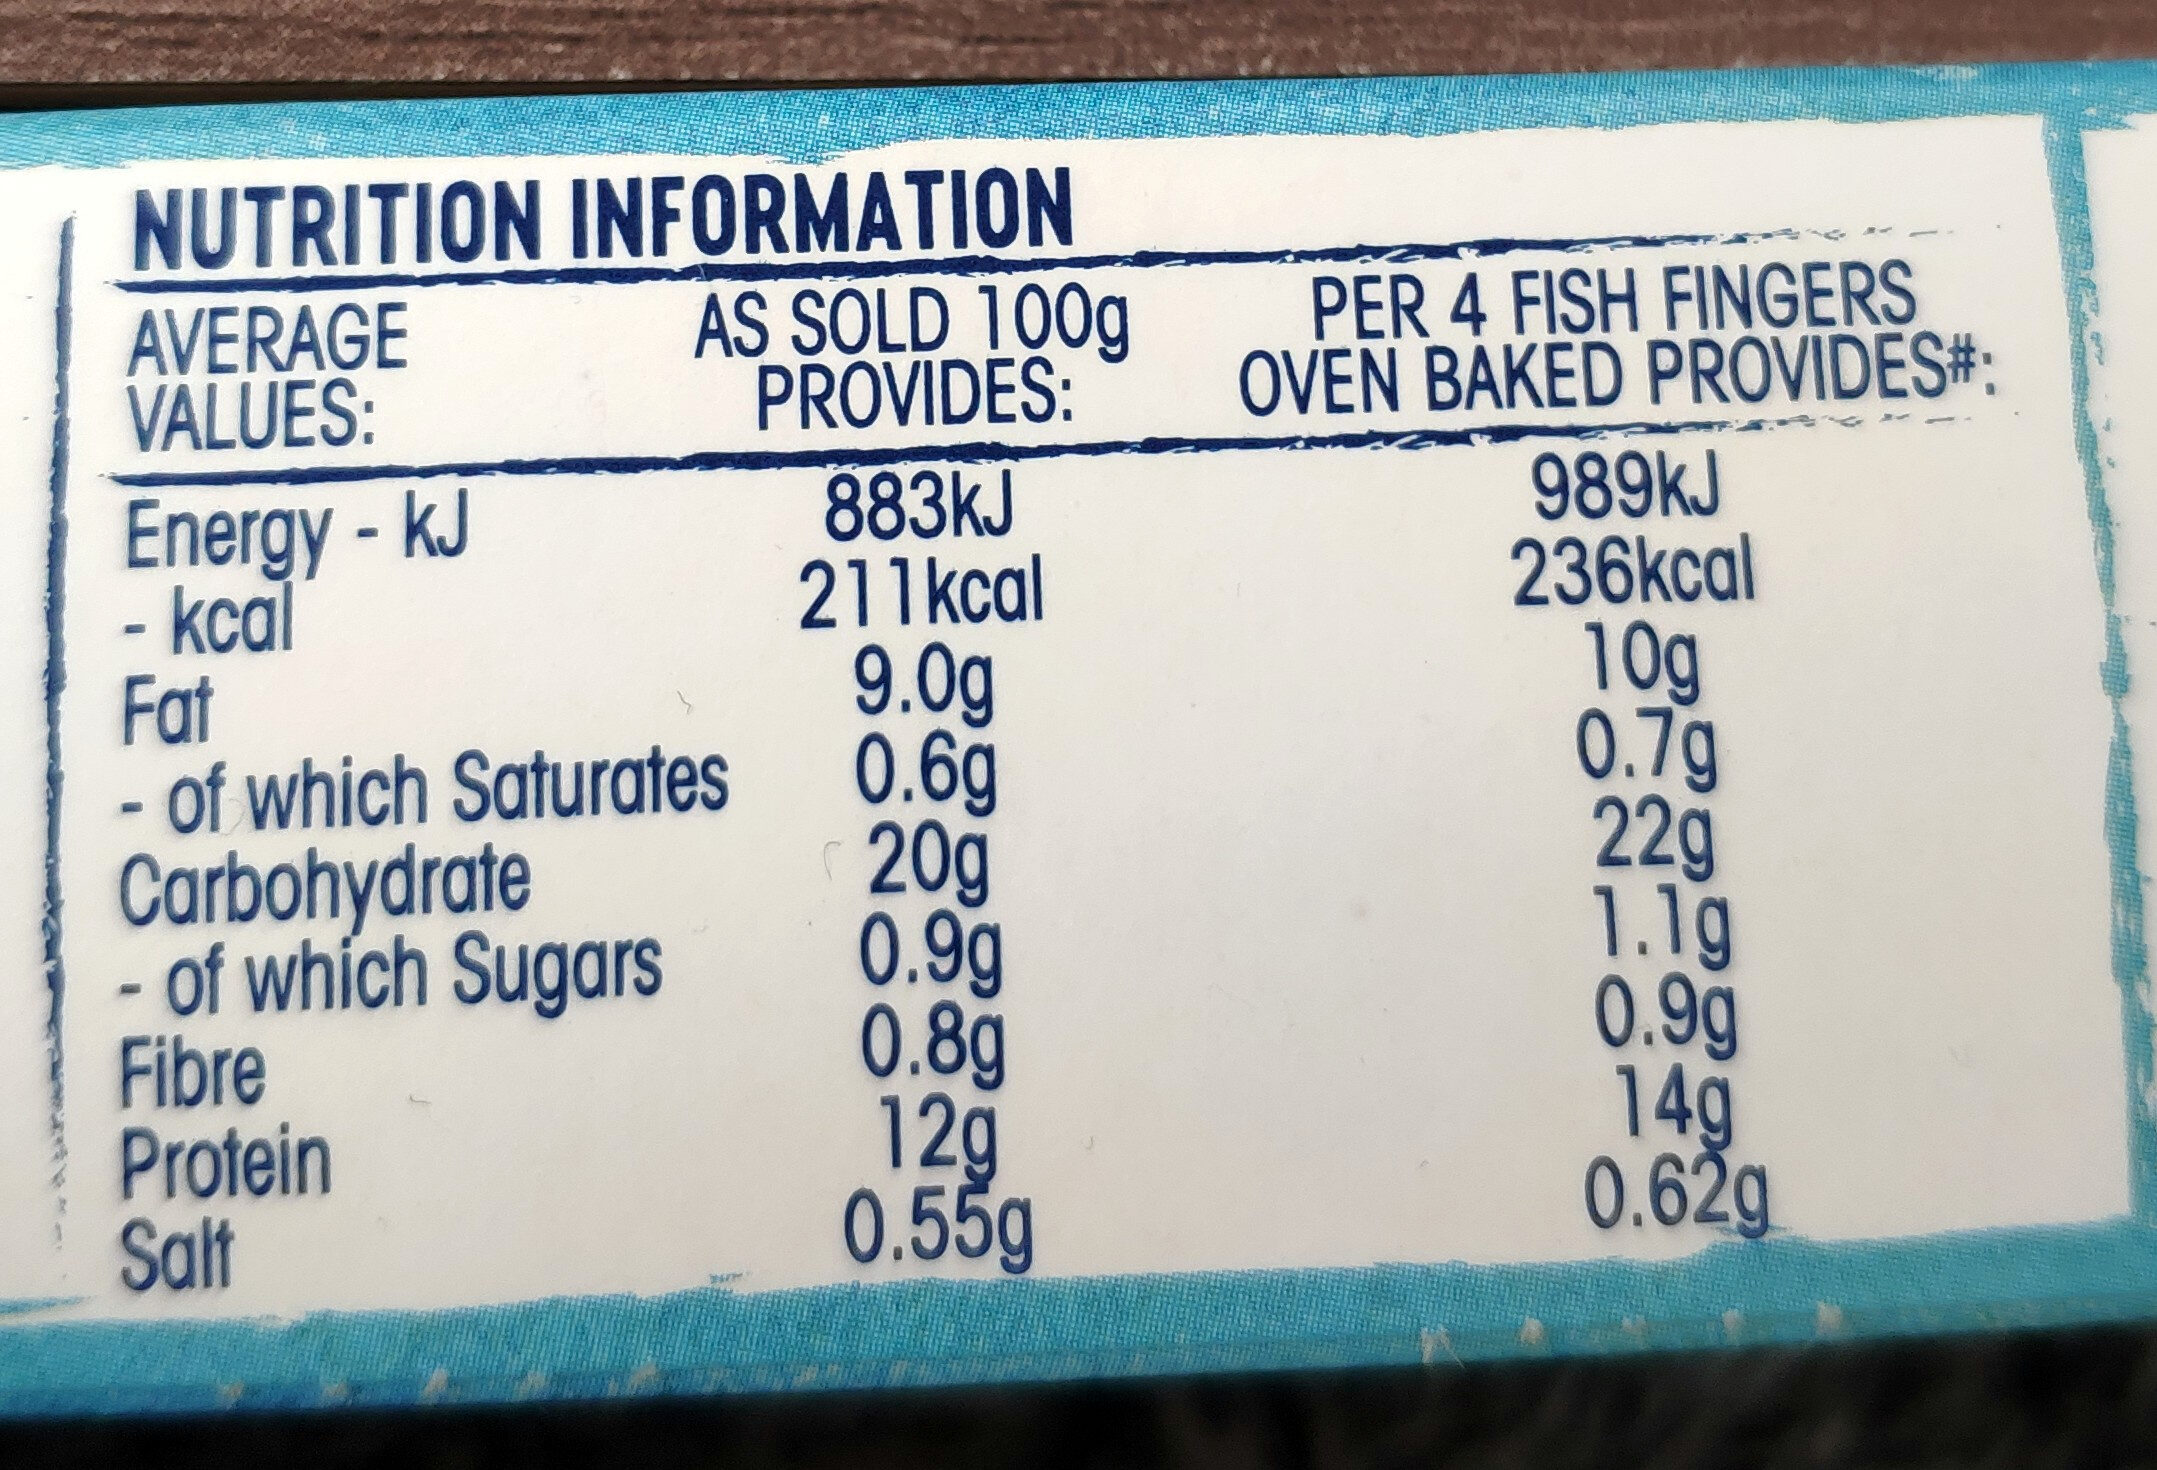 NUTRITION INFORMATION
AVERAGE VALUES: AS SOLD 100g PROVIDES: PER 4 FISH FINGERS OVEN BAKED PROVIDES#:
Energy - kJ 883kJ 989kJ
- kcal 211kcal 236kcal
Fat 9.0g 10g
- of which Saturates 0.6g 0.7g
Carbohydrate 20g 22g
- of which Sugars 0.9g 1.1g
Fibre 0.8g 0.9g
Protein 12g 14g
Salt 0.55g 0.62g